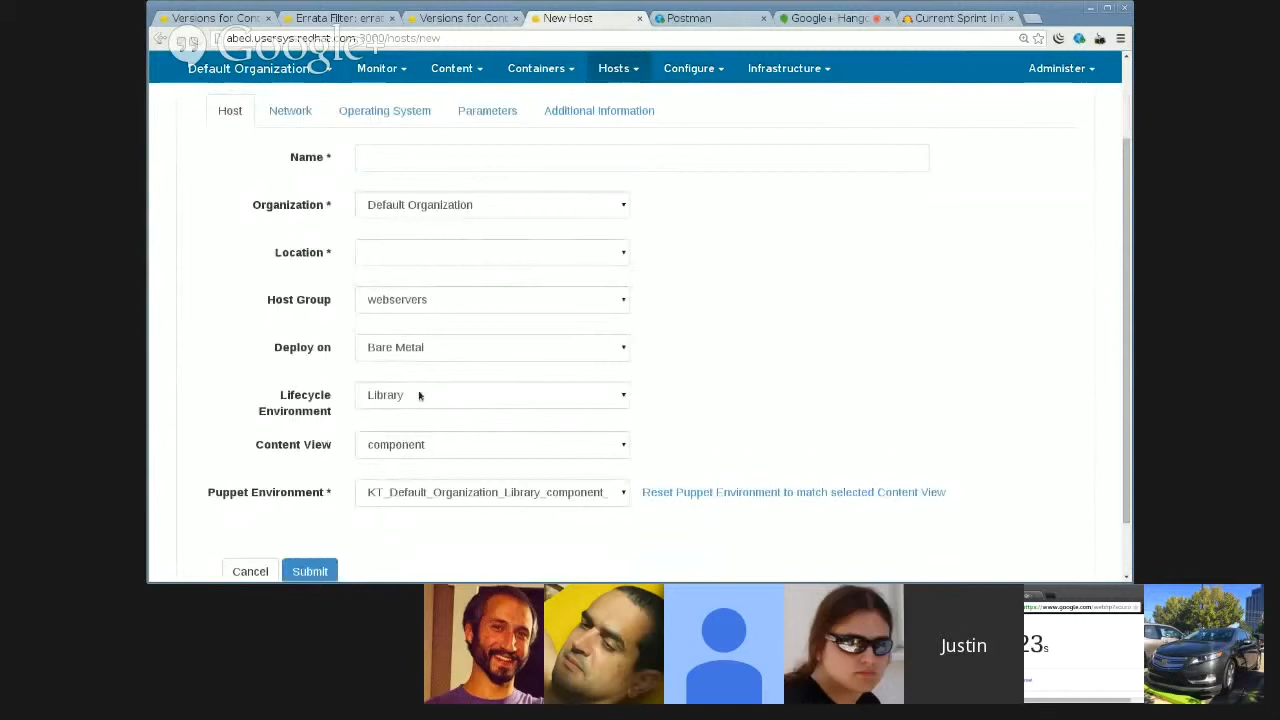 Versions for Cont
Errata Filter: errat
Versions for Cont
New Host
Postman
Google+ Hango
Current Sprint Inf
abed.usersys.redhat.com:3000/hosts/new
Google+
Default Organization
Monitor
Content
Containers
Hosts
Configure
Infrastructure
Administer
Host
Network
Operating System
Parameters
Additional Information
Name *
Organization *
Default Organization
Location *
Host Group
webservers
Deploy on
Bare Metal
Lifecycle
Environment
Library
Content View
component
Puppet Environment *
KT_Default_Organization_Library_component_
Reset Puppet Environment to match selected Content View
Cancel
Submit
Justin
23s